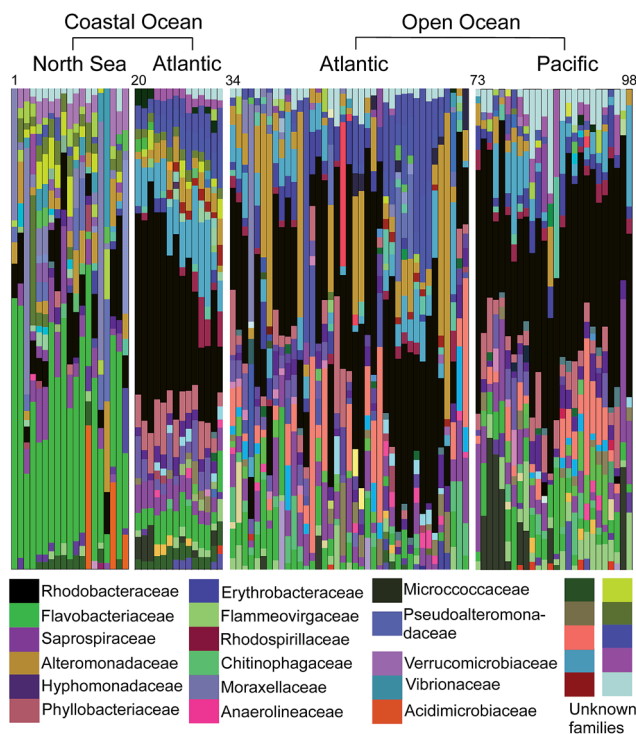 Coastal Ocean
Open Ocean
North Sea
Atlantic
Atlantic
Pacific
1
20
34
73
98
Rhodobacteraceae
Flavobacteriaceae
Saprospiraceae
Alteromonadaceae
Hyphomonadaceae
Phyllobacteriaceae
Erythrobacteraceae
Flammeovirgaceae
Rhodospirillaceae
Chitinophagaceae
Moraxellaceae
Anaerolineaceae
Microccoccaceae
Pseudoalteromona-
daceae
Verrucomicrobiaceae
Vibrionaceae
Acidimicrobiaceae
Unknown
families